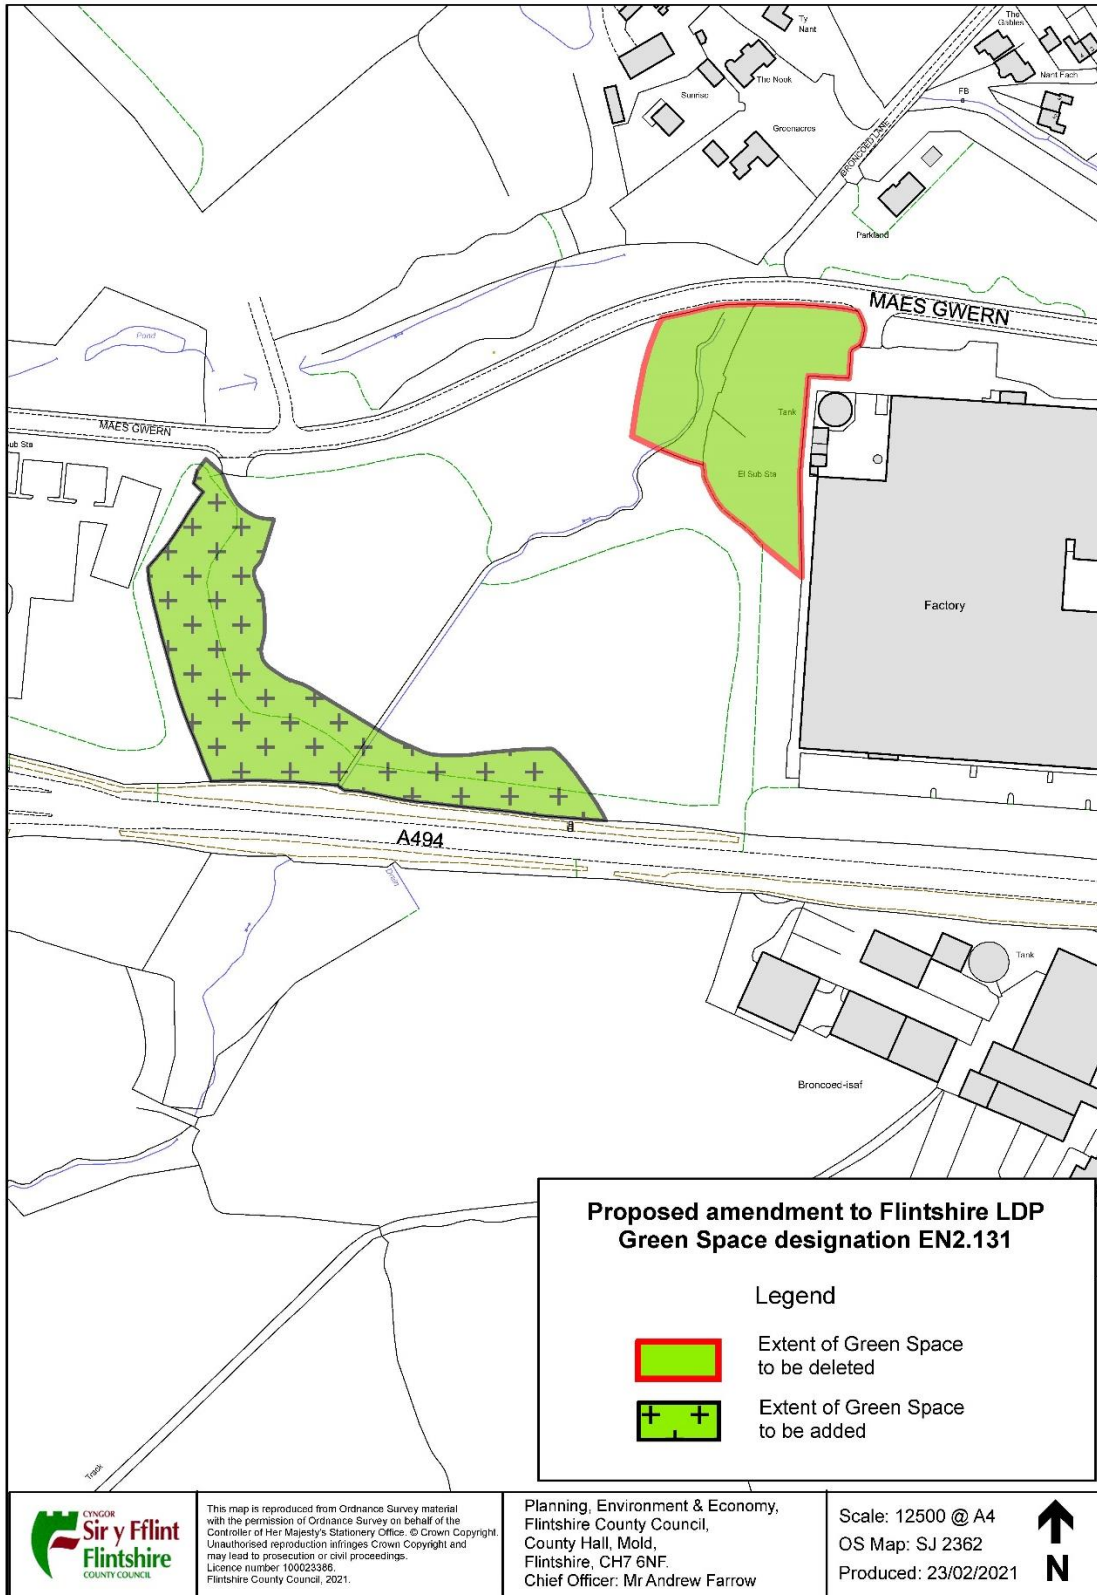 Ty
Nant
The
Gables
The Nook
Nant Fach
Sunrise
FB
Greenacres
BRONCOED LANE
Parkland
MAES GWERN
Pond
MAES GWERN
Sub Sta
Tank
El Sub Sta
Factory
A494
Drain
Tank
Broncoed-isaf
Track
Proposed amendment to Flintshire LDP
Green Space designation EN2.131
Legend
Extent of Green Space
to be deleted
Extent of Green Space
to be added
CYNGOR
Sir y Fflint
Flintshire
COUNTY COUNCIL
This map is reproduced from Ordnance Survey material
with the permission of Ordnance Survey on behalf of the
Controller of Her Majesty's Stationery Office. © Crown Copyright.
Unauthorised reproduction infringes Crown Copyright and
may lead to prosecution or civil proceedings.
Licence number 100023386.
Flintshire County Council, 2021.
Planning, Environment & Economy,
Flintshire County Council,
County Hall, Mold,
Flintshire, CH7 6NF.
Chief Officer: Mr Andrew Farrow
Scale: 12500 @ A4
OS Map: SJ 2362
Produced: 23/02/2021
N